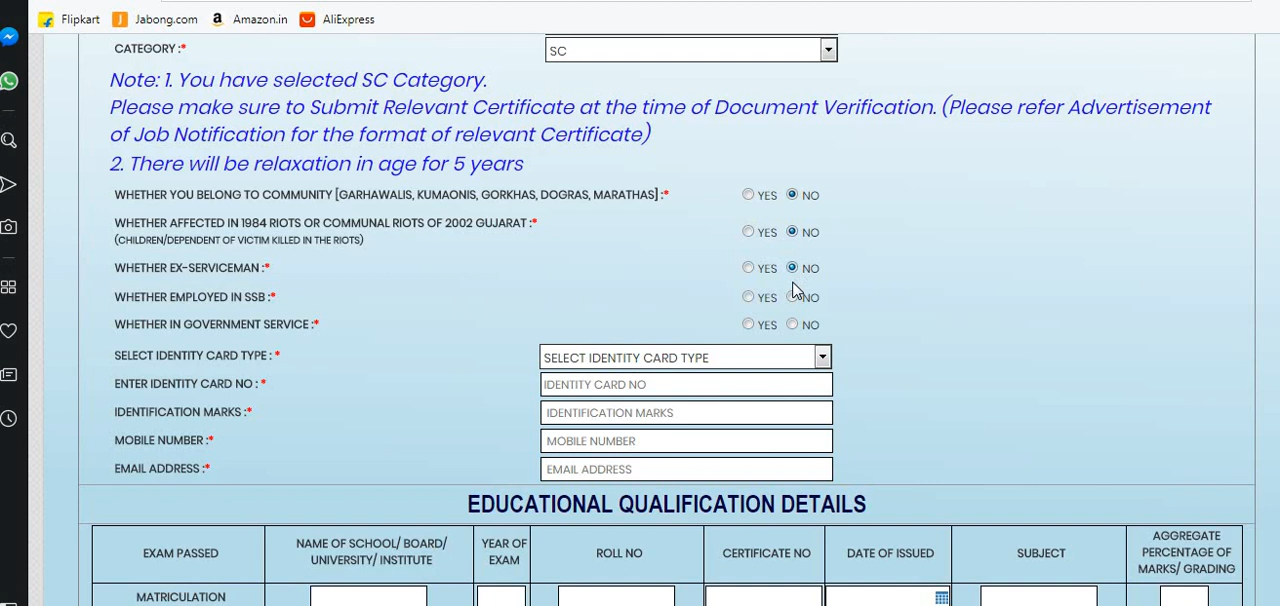 Flipkart Jabong.com Amazon.in AliExpress
CATEGORY :* SC
Note: 1. You have selected SC Category.
Please make sure to Submit Relevant Certificate at the time of Document Verification. (Please refer Advertisement
of Job Notification for the format of relevant Certificate)
2. There will be relaxation in age for 5 years
WHETHER YOU BELONG TO COMMUNITY [GARHAWALIS, KUMAONIS, GORKHAS, DOGRAS, MARATHAS] :* YES NO
WHETHER AFFECTED IN 1984 RIOTS OR COMMUNAL RIOTS OF 2002 GUJARAT :* YES NO
(CHILDREN/DEPENDENT OF VICTIM KILLED IN THE RIOTS)
WHETHER EX-SERVICEMAN :* YES NO
WHETHER EMPLOYED IN SSB :* YES NO
WHETHER IN GOVERNMENT SERVICE :* YES NO
SELECT IDENTITY CARD TYPE : * SELECT IDENTITY CARD TYPE
ENTER IDENTITY CARD NO : * IDENTITY CARD NO
IDENTIFICATION MARKS :* IDENTIFICATION MARKS
MOBILE NUMBER :* MOBILE NUMBER
EMAIL ADDRESS :* EMAIL ADDRESS
EDUCATIONAL QUALIFICATION DETAILS
EXAM PASSED
NAME OF SCHOOL/ BOARD/
UNIVERSITY/ INSTITUTE
YEAR OF
EXAM
ROLL NO
CERTIFICATE NO
DATE OF ISSUED
SUBJECT
AGGREGATE
PERCENTAGE OF
MARKS/ GRADING
MATRICULATION